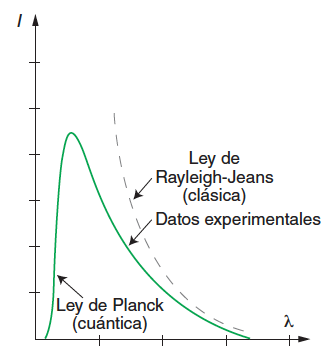 I
Ley de
Rayleigh-Jeans
(clásica)
Datos experimentales
Ley de Planck
(cuántica)
λ